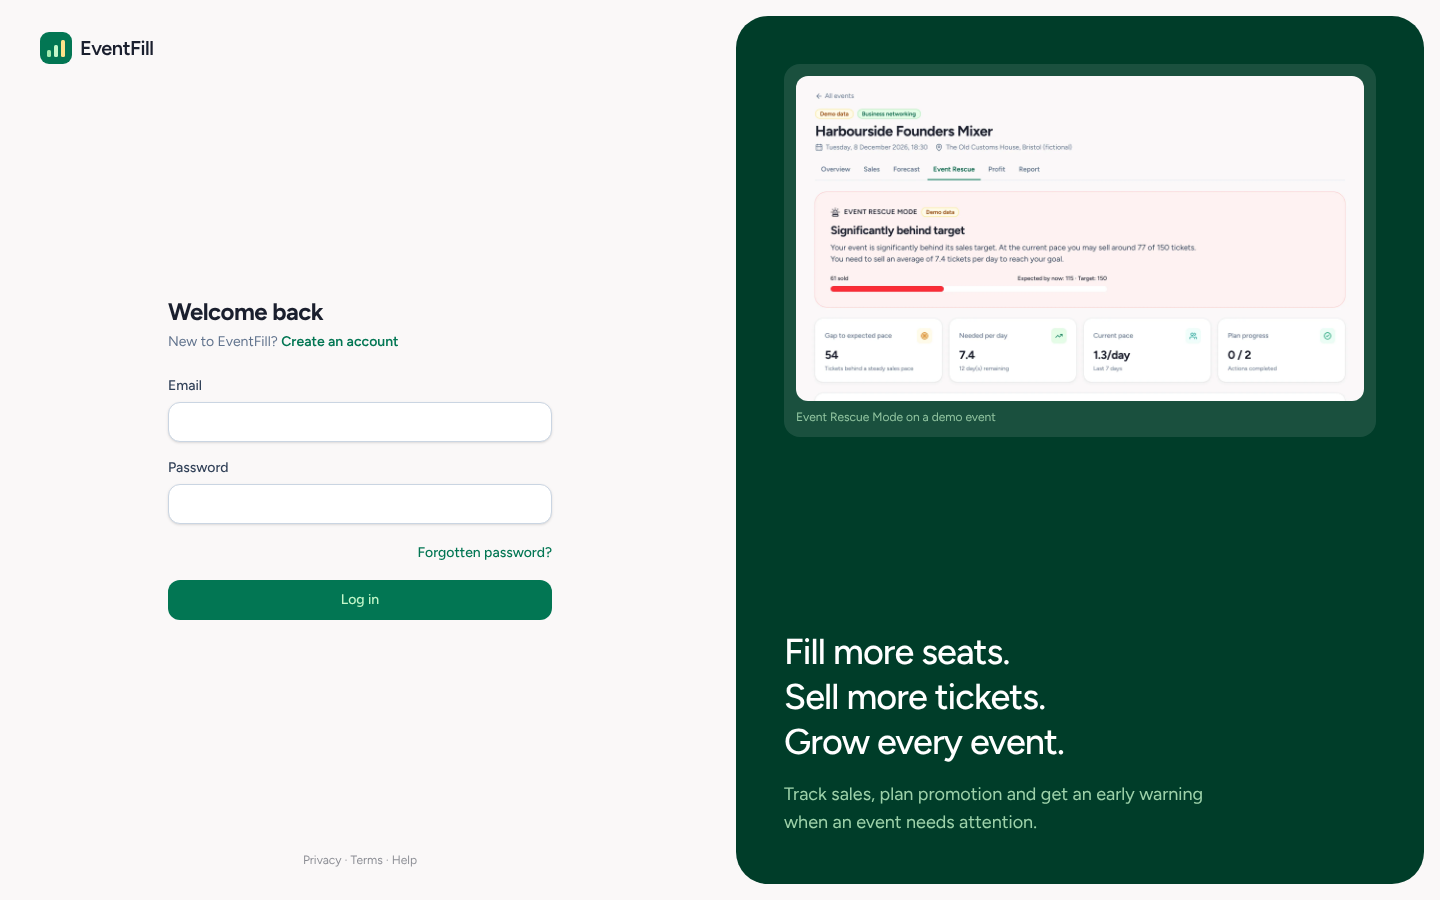 EventFill
Welcome back
New to EventFill? Create an account
Email
Password
Forgotten password?
Log in
Privacy · Terms · Help
← All events
Demo data Business networking
Harbourside Founders Mixer
Tuesday, 8 December 2026, 18:30 The Old Customs House, Bristol (fictional)
Overview Sales Forecast Event Rescue Profit Report
EVENT RESCUE MODE Demo data
Significantly behind target
Your event is significantly behind its sales target. At the current pace you may sell around 77 of 150 tickets.
You need to sell an average of 7.4 tickets per day to reach your goal.
61 sold Expected by now: 115 · Target: 150
Gap to expected pace
54
Tickets behind a steady sales pace
Needed per day
7.4
12 day(s) remaining
Current pace
1.3/day
Last 7 days
Plan progress
0 / 2
Actions completed
Event Rescue Mode on a demo event
Fill more seats.
Sell more tickets.
Grow every event.
Track sales, plan promotion and get an early warning
when an event needs attention.